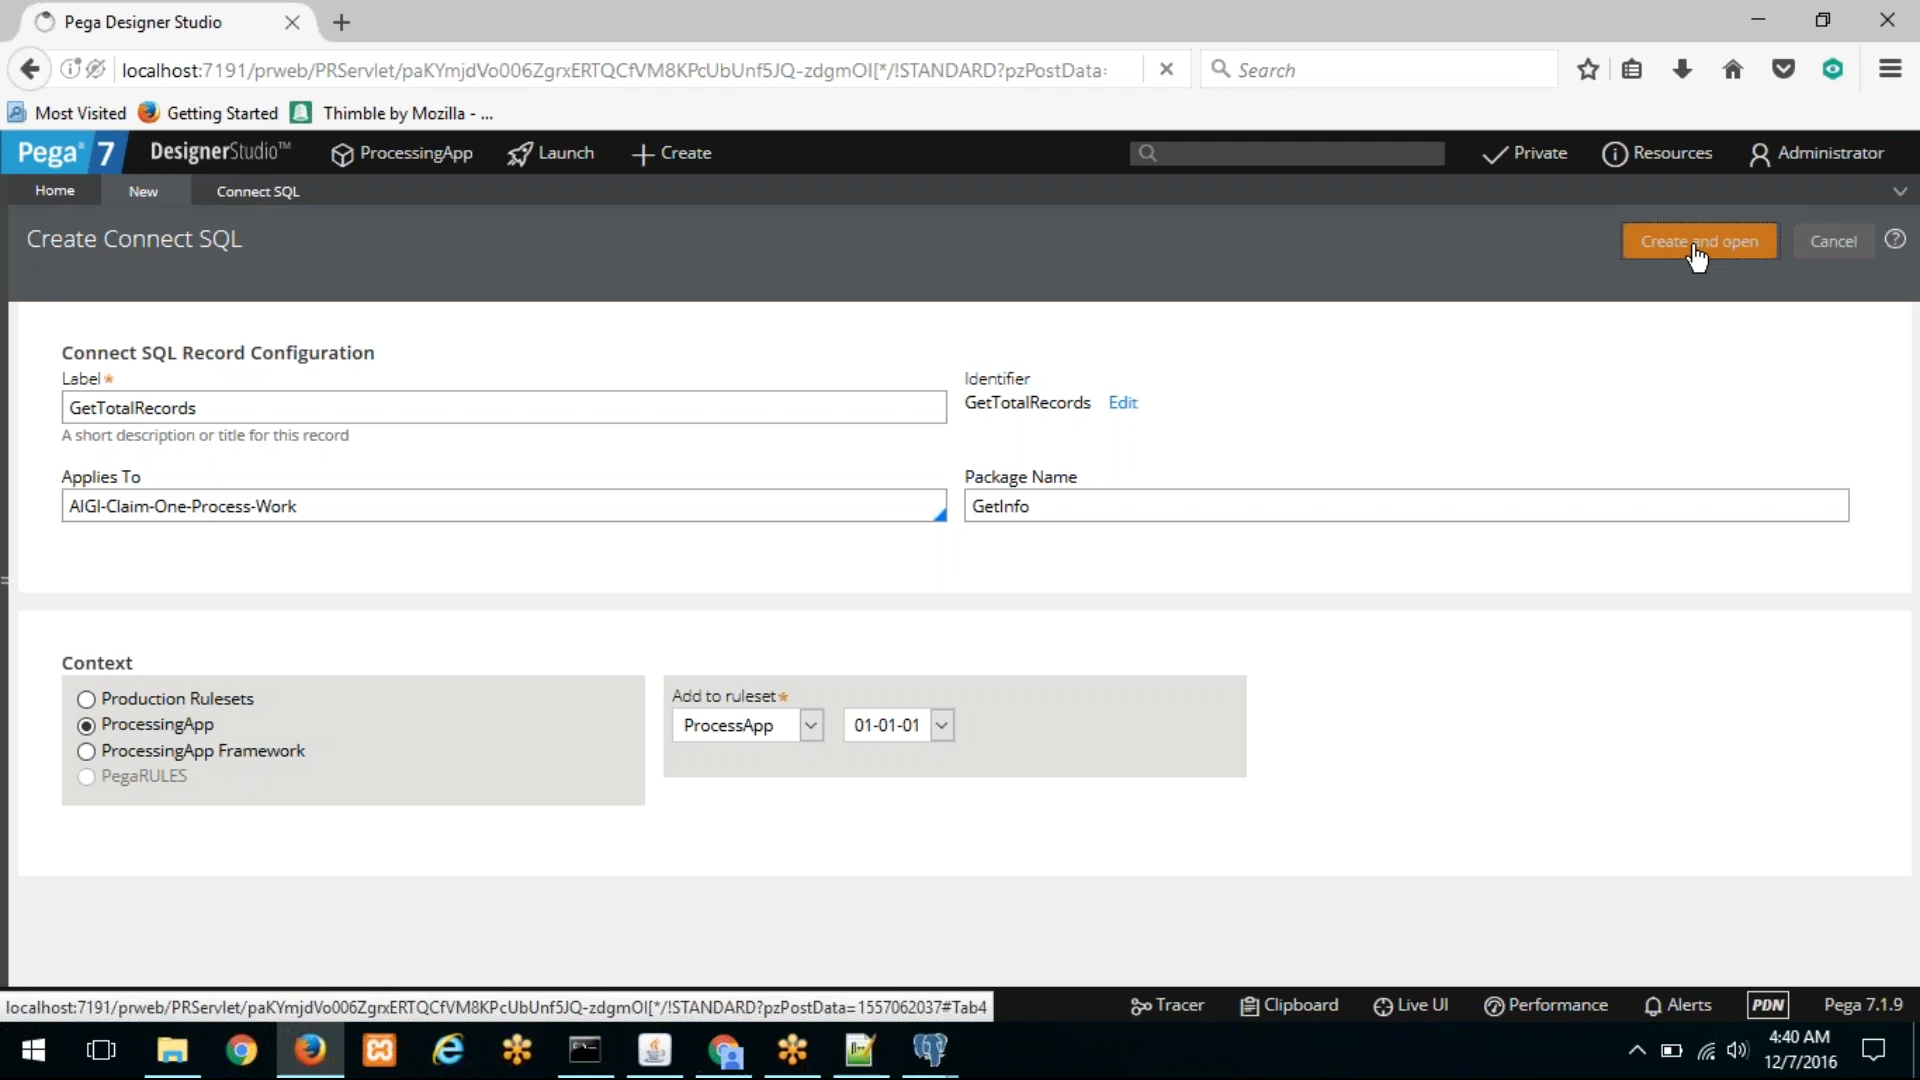 Pega Designer Studio
localhost:7191/prweb/PRServlet/paKYmjdVo006ZgrxERTQCfVM8KPcUbUnf5JQ-zdgmOI[*/!STANDARD?pzPostData:
Search
Most Visited Getting Started Thimble by Mozilla - ...
Pega 7 DesignerStudio™ ProcessingApp Launch Create Private Resources Administrator
Home New Connect SQL
Create Connect SQL
Create and open Cancel
Connect SQL Record Configuration
Label* Identifier
GetTotalRecords GetTotalRecords Edit
A short description or title for this record
Applies To Package Name
AIGI-Claim-One-Process-Work GetInfo
Context
Production Rulesets Add to ruleset*
ProcessingApp ProcessApp 01-01-01
ProcessingApp Framework
PegaRULES
localhost:7191/prweb/PRServlet/paKYmjdVo006ZgrxERTQCfVM8KPcUbUnf5JQ-zdgmOI[*/!STANDARD?pzPostData=1557062037#Tab4
Tracer Clipboard Live UI Performance Alerts PDN Pega 7.1.9
4:40 AM
12/7/2016